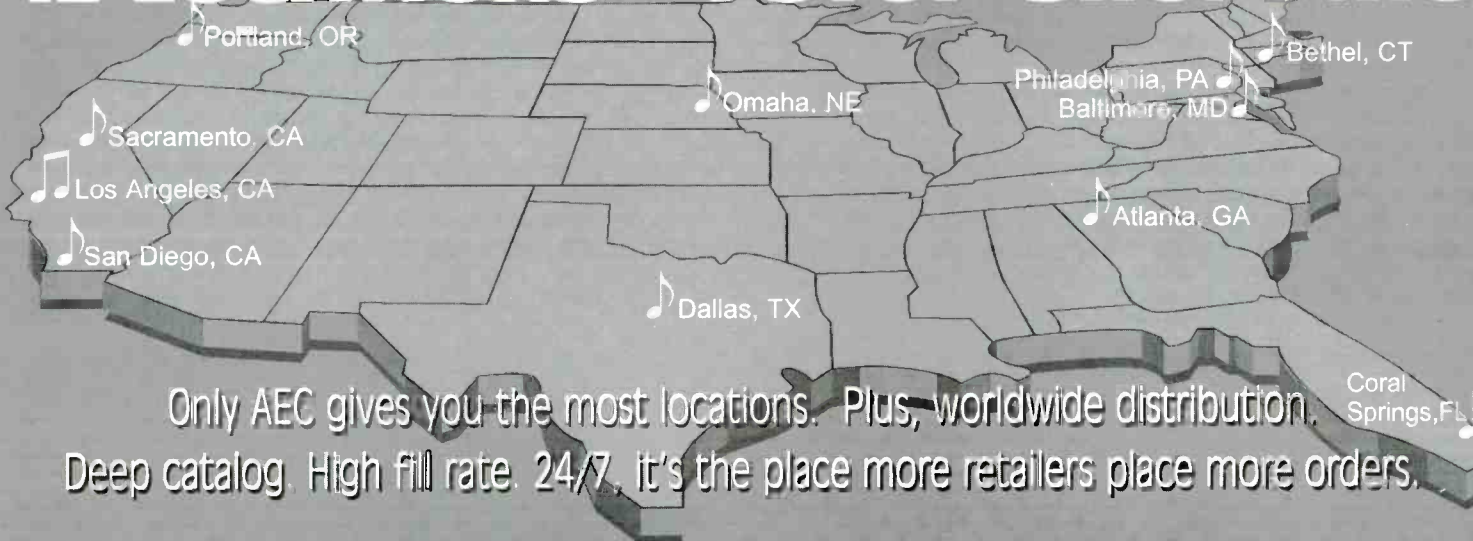 Portland, OR
Bethel, CT
Philadelphia, PA
Omaha, NE
Baltimore, MD
Sacramento, CA
Los Angeles, CA
Atlanta, GA
San Diego, CA
Dallas, TX
Coral
Springs,FL
Only AEC gives you the most locations. Plus, worldwide distribution.
Deep catalog. High fill rate. 24/7, it's the place more retailers place more orders.